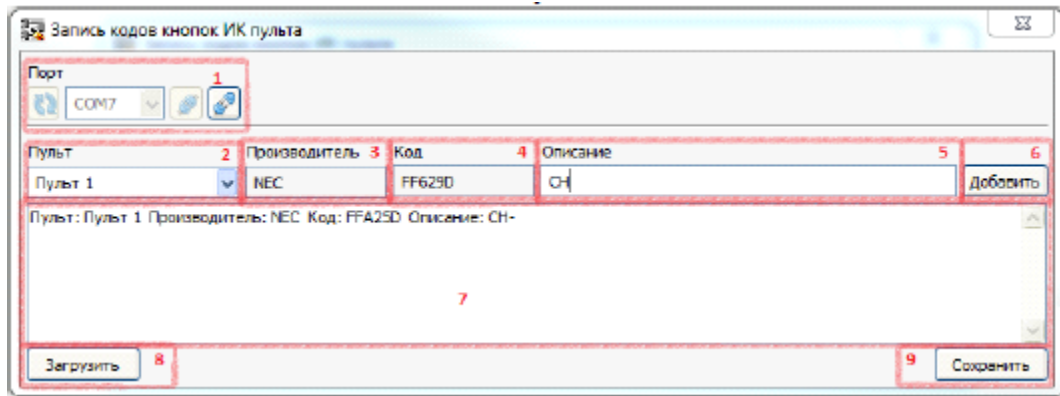 Запись кодов кнопок ИК пульта
Порт 1
COM7
Пульт 2 Производитель 3 Код 4 Описание 5 6
Пульт 1 NEC FF629D CH Добавить
Пульт: Пульт 1 Производитель: NEC Код: FFA25D Описание: CH-
7
Загрузить 8 9 Сохранить